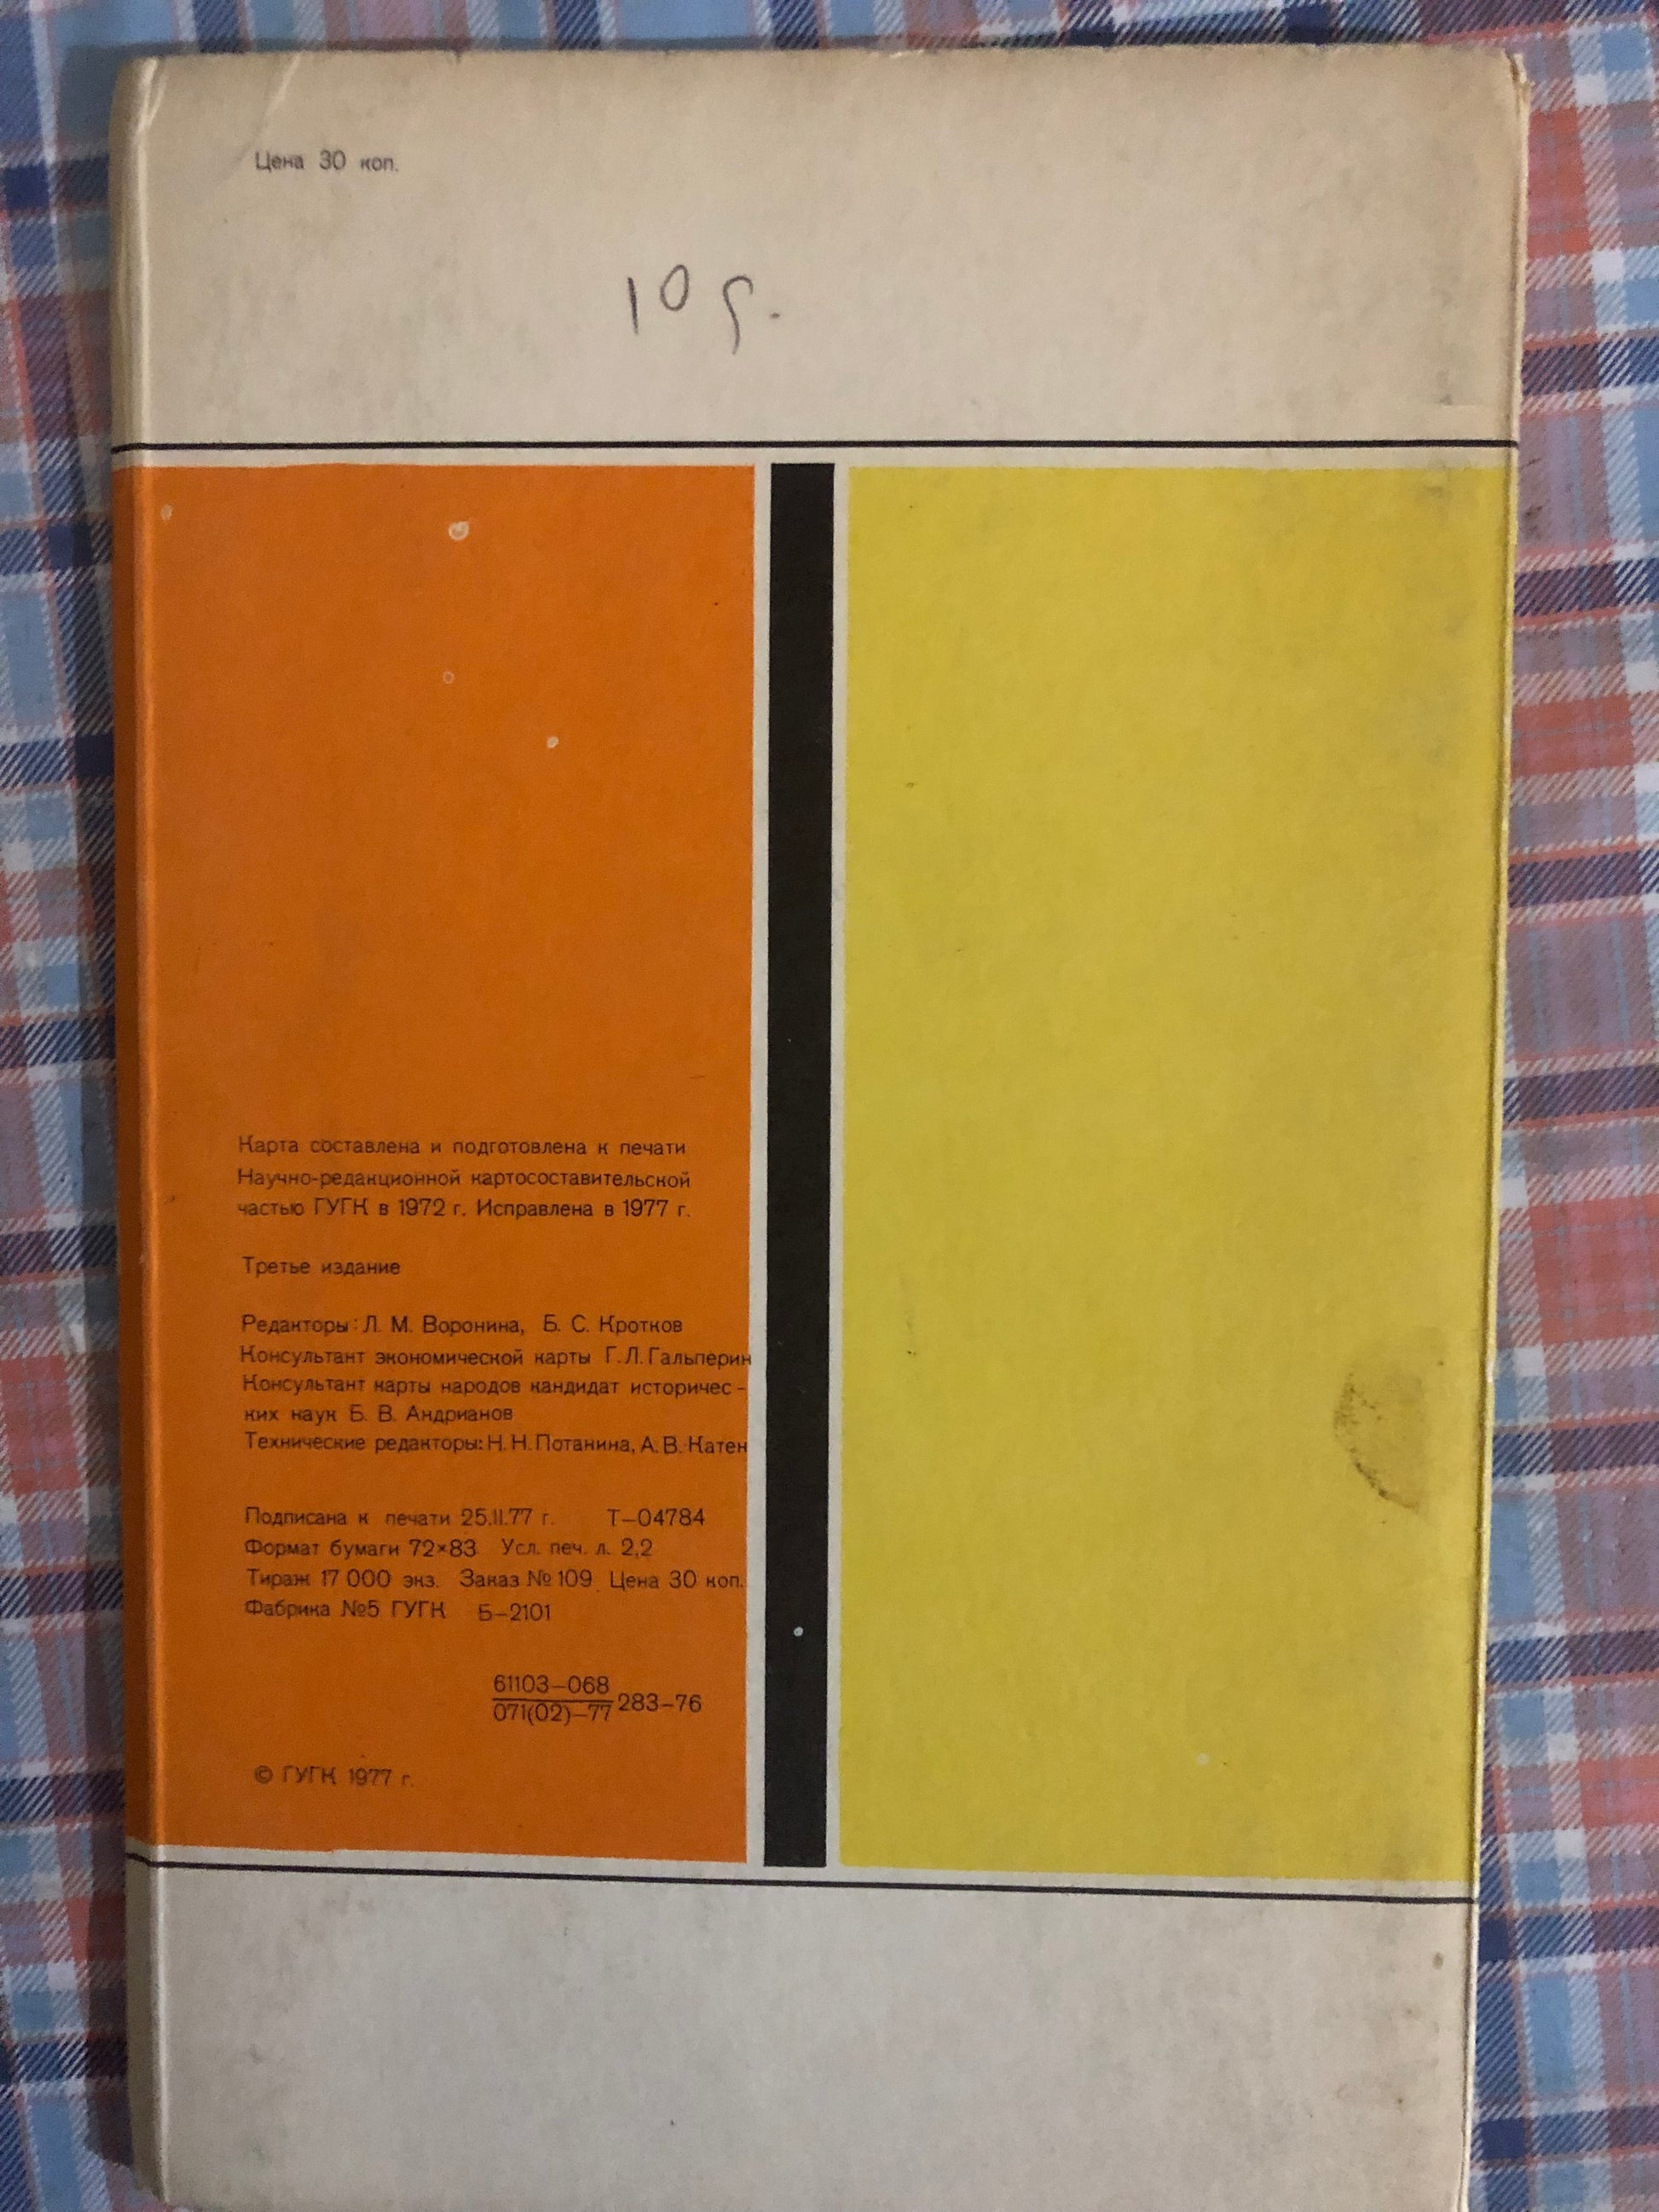 Цена 30 коп.
10 р.
Карта составлена и подготовлена к печати
Научно-редакционной картосоставительской
частью ГУГК в 1972 г. Исправлена в 1977 г.
Третье издание
Редакторы: Л. М. Воронина, Б. С. Кротков
Консультант экономической карты Г. Л. Гальперин
Консультант карты народов кандидат историчес-
ких наук Б. В. Андрианов
Технические редакторы: Н. Н. Потанина, А. В. Катен
Подписана к печати 25.II.77 г. Т-04784
Формат бумаги 72×83 Усл. печ. л. 2,2
Тираж 17 000 экз. Заказ № 109 Цена 30 коп.
Фабрика №5 ГУГК Б-2101
61103-068
071(02)-77 283-76
© ГУГК 1977 г.